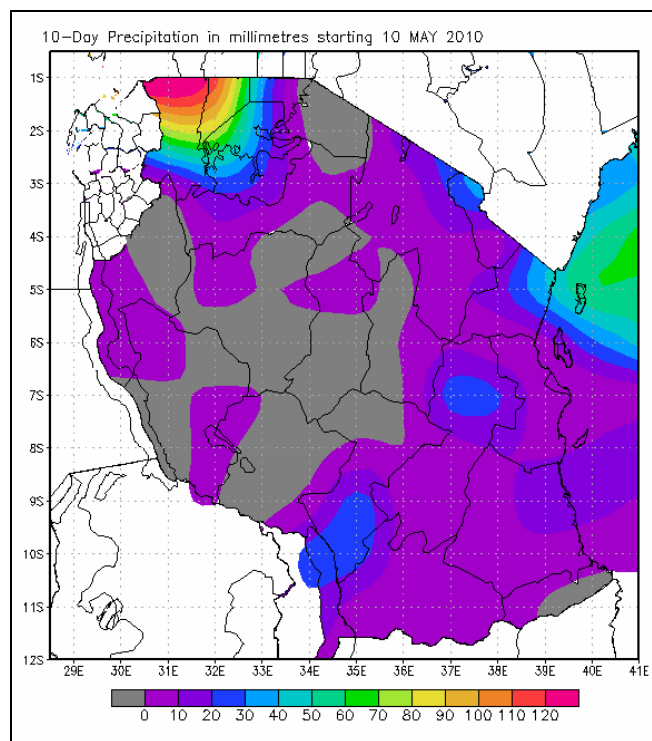 10-Day Precipitation in millimetres starting 10 MAY 2010
1S
2S
3S
4S
5S
6S
7S
8S
9S
10S
11S
12S
29E 30E 31E 32E 33E 34E 35E 36E 37E 38E 39E 40E 41E
0 10 20 30 40 50 60 70 80 90 100 110 120